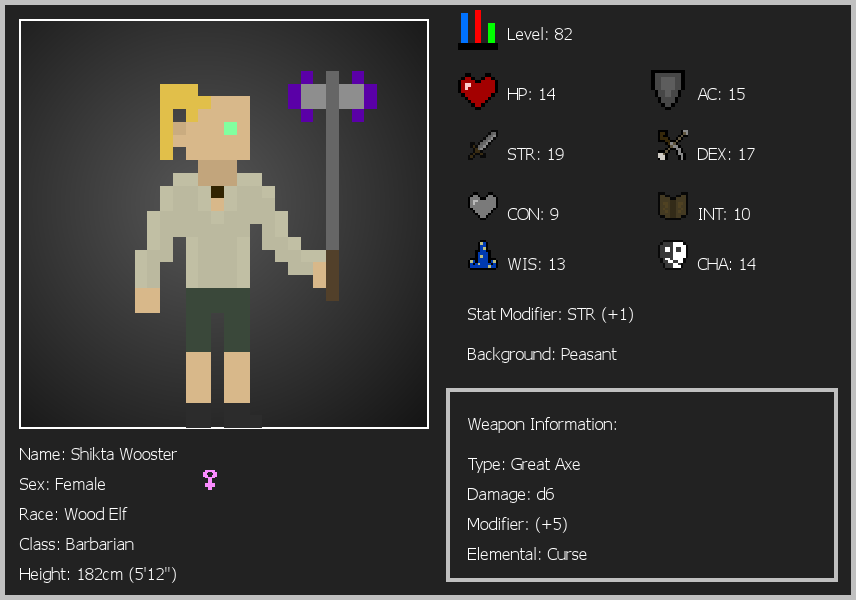 Level: 82
HP: 14
AC: 15
STR: 19
DEX: 17
CON: 9
INT: 10
WIS: 13
CHA: 14
Stat Modifier: STR (+1)
Background: Peasant
Weapon Information:
Type: Great Axe
Damage: d6
Modifier: (+5)
Elemental: Curse
Name: Shikta Wooster
Sex: Female
Race: Wood Elf
Class: Barbarian
Height: 182cm (5'12")